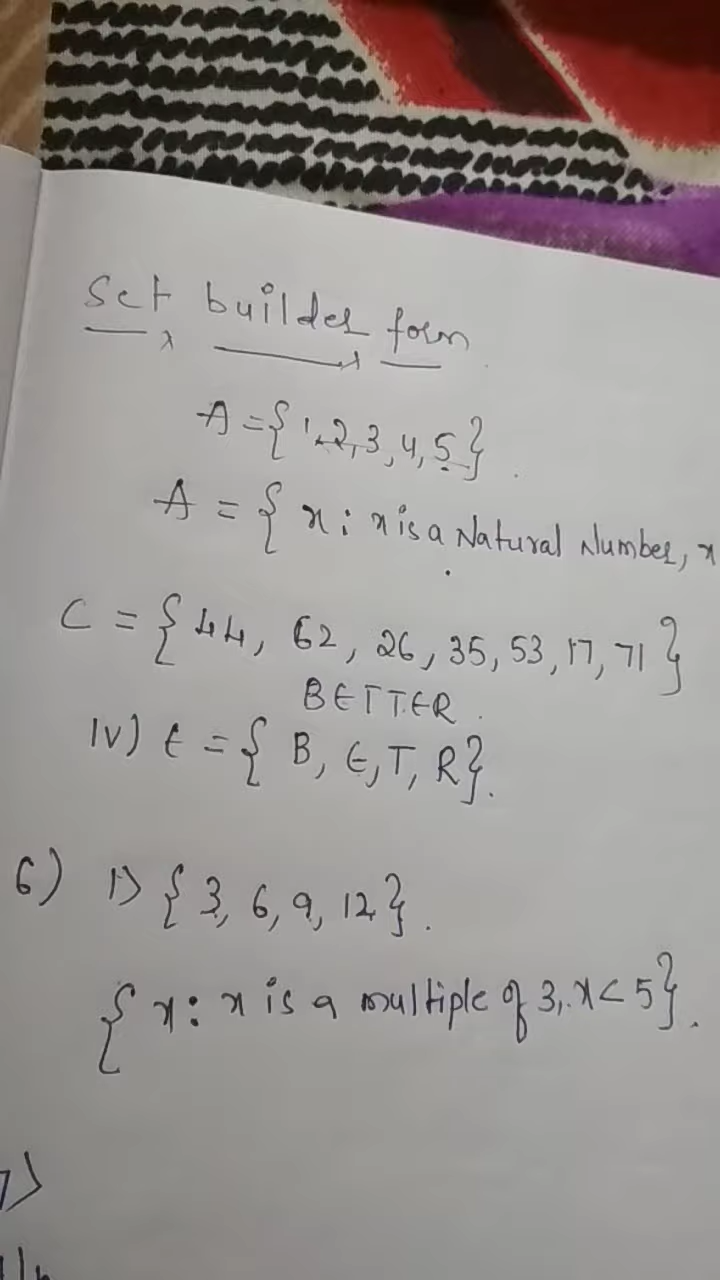 Set builder form
A = { 1, 2, 3, 4, 5 }
A = { x : x is a Natural Number, x
C = { 44, 62, 26, 35, 53, 17, 71 }
BETTER.
IV) E = { B, E, T, R }.
6) 1) { 3, 6, 9, 12 }.
{ x : x is a multiple of 3, x < 5 }.